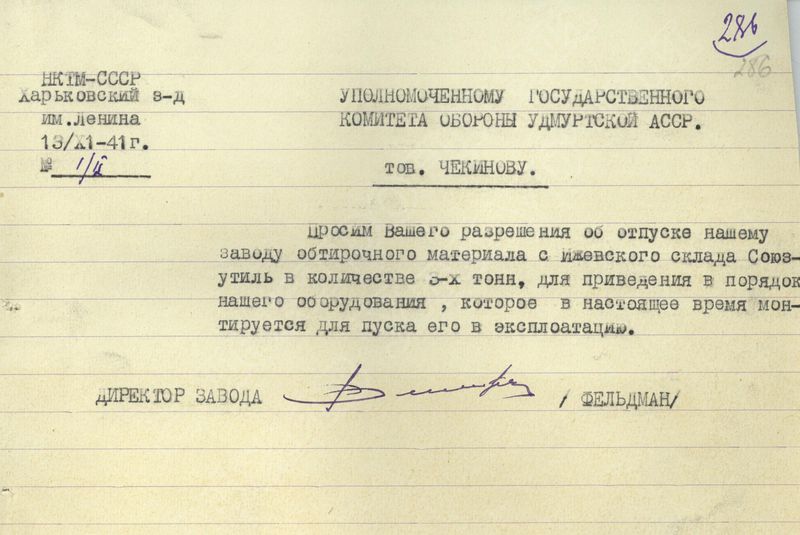 286
286
НКТМ-СССР
Харьковский з-д
им.Ленина
13/XI-41г.
№ 1/II
УПОЛНОМОЧЕННОМУ ГОСУДАРСТВЕННОГО
КОМИТЕТА ОБОРОНЫ УДМУРТСКОЙ АССР.
тов. ЧЕКИНОВУ.
Просим Вашего разрешения об отпуске нашему
заводу обтирочного материала с Ижевского склада Союз-
утиль в количестве 3-х тонн, для приведения в порядок
нашего оборудования , которое в настоящее время мон-
тируется для пуска его в эксплоатацию.
ДИРЕКТОР ЗАВОДА / ФЕЛЬДМАН/